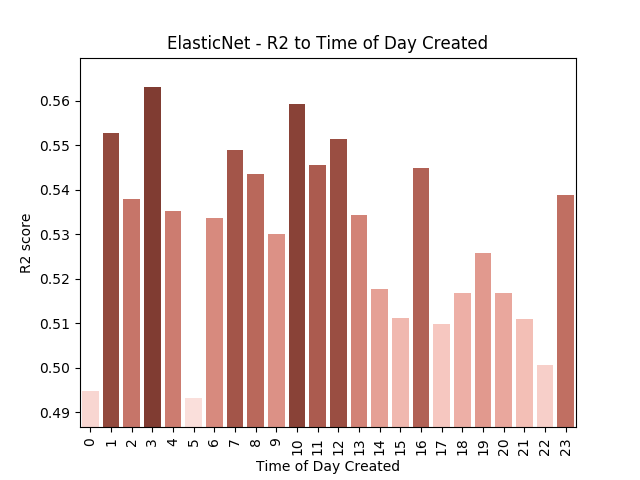 ElasticNet - R2 to Time of Day Created
R2 score
0.56
0.55
0.54
0.53
0.52
0.51
0.50
0.49
0 1 2 3 4 5 6 7 8 9 10 11 12 13 14 15 16 17 18 19 20 21 22 23
Time of Day Created